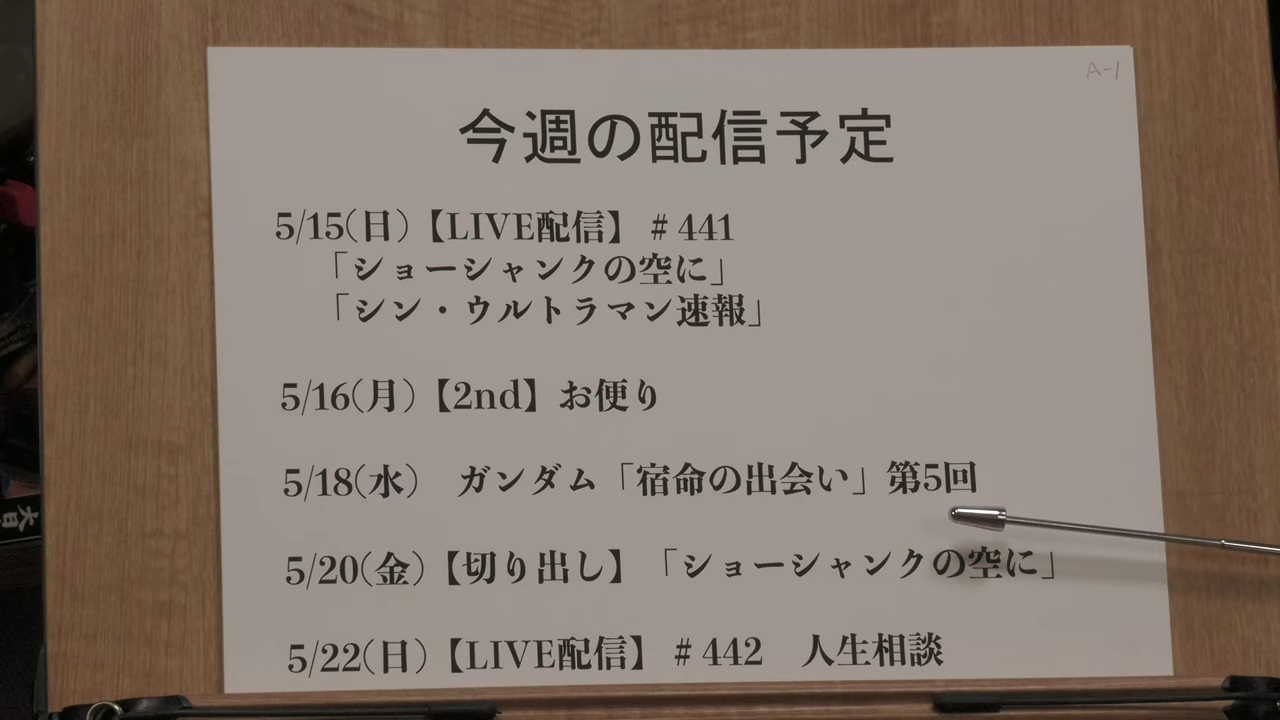 A-1
今週の配信予定
5/15(日)【LIVE配信】 # 441
「ショーシャンクの空に」
「シン・ウルトラマン速報」
5/16(月)【2nd】お便り
5/18(水)　ガンダム「宿命の出会い」第5回
5/20(金)【切り出し】「ショーシャンクの空に」
5/22(日)【LIVE配信】 # 442　人生相談